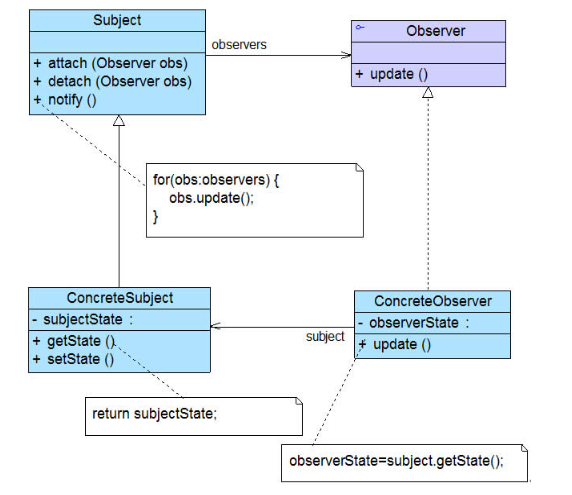 Subject
+ attach (Observer obs)
+ detach (Observer obs)
+ notify ()
observers
Observer
+ update ()
for(obs:observers) {
obs.update();
}
ConcreteSubject
- subjectState :
+ getState ()
+ setState ()
subject
ConcreteObserver
- observerState :
+ update ()
return subjectState;
observerState=subject.getState();